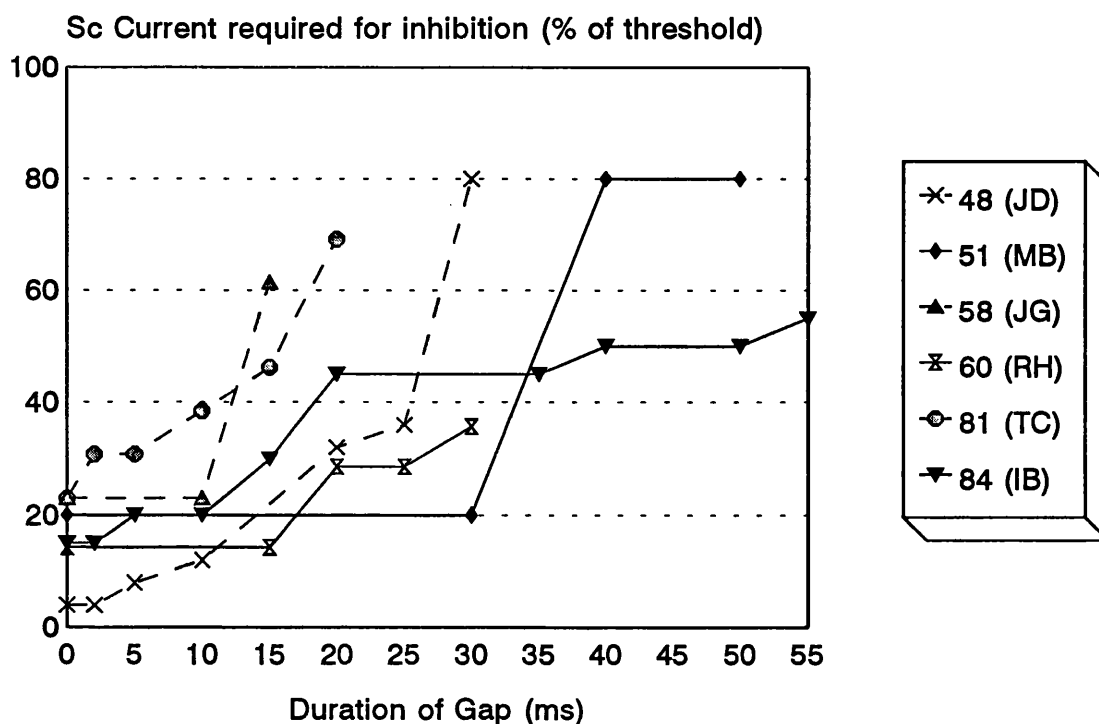 Sc Current required for inhibition (% of threshold)
100
80
60
40
20
0
0 5 10 15 20 25 30 35 40 45 50 55
Duration of Gap (ms)
48 (JD)
51 (MB)
58 (JG)
60 (RH)
81 (TC)
84 (IB)